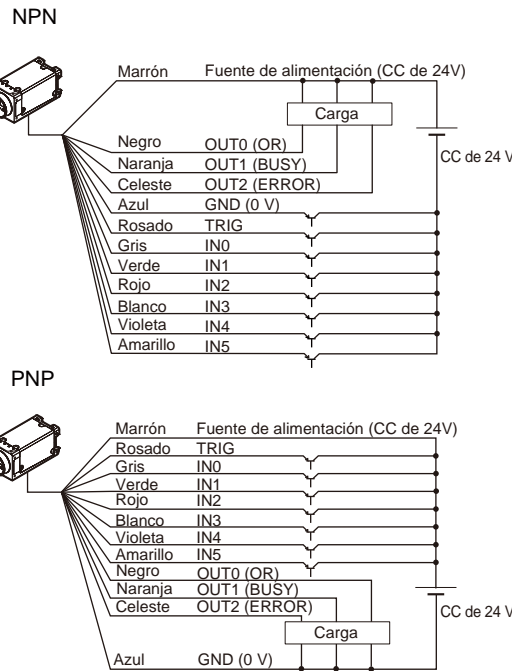 NPN
Marrón Fuente de alimentación (CC de 24V)
Carga
Negro OUT0 (OR)
Naranja OUT1 (BUSY)
CC de 24 V
Celeste OUT2 (ERROR)
Azul GND (0 V)
Rosado TRIG
Gris IN0
Verde IN1
Rojo IN2
Blanco IN3
Violeta IN4
Amarillo IN5
PNP
Marrón Fuente de alimentación (CC de 24V)
Rosado TRIG
Gris IN0
Verde IN1
Rojo IN2
Blanco IN3
Violeta IN4
Amarillo IN5
Negro OUT0 (OR)
Naranja OUT1 (BUSY)
Celeste OUT2 (ERROR)
CC de 24 V
Carga
Azul GND (0 V)